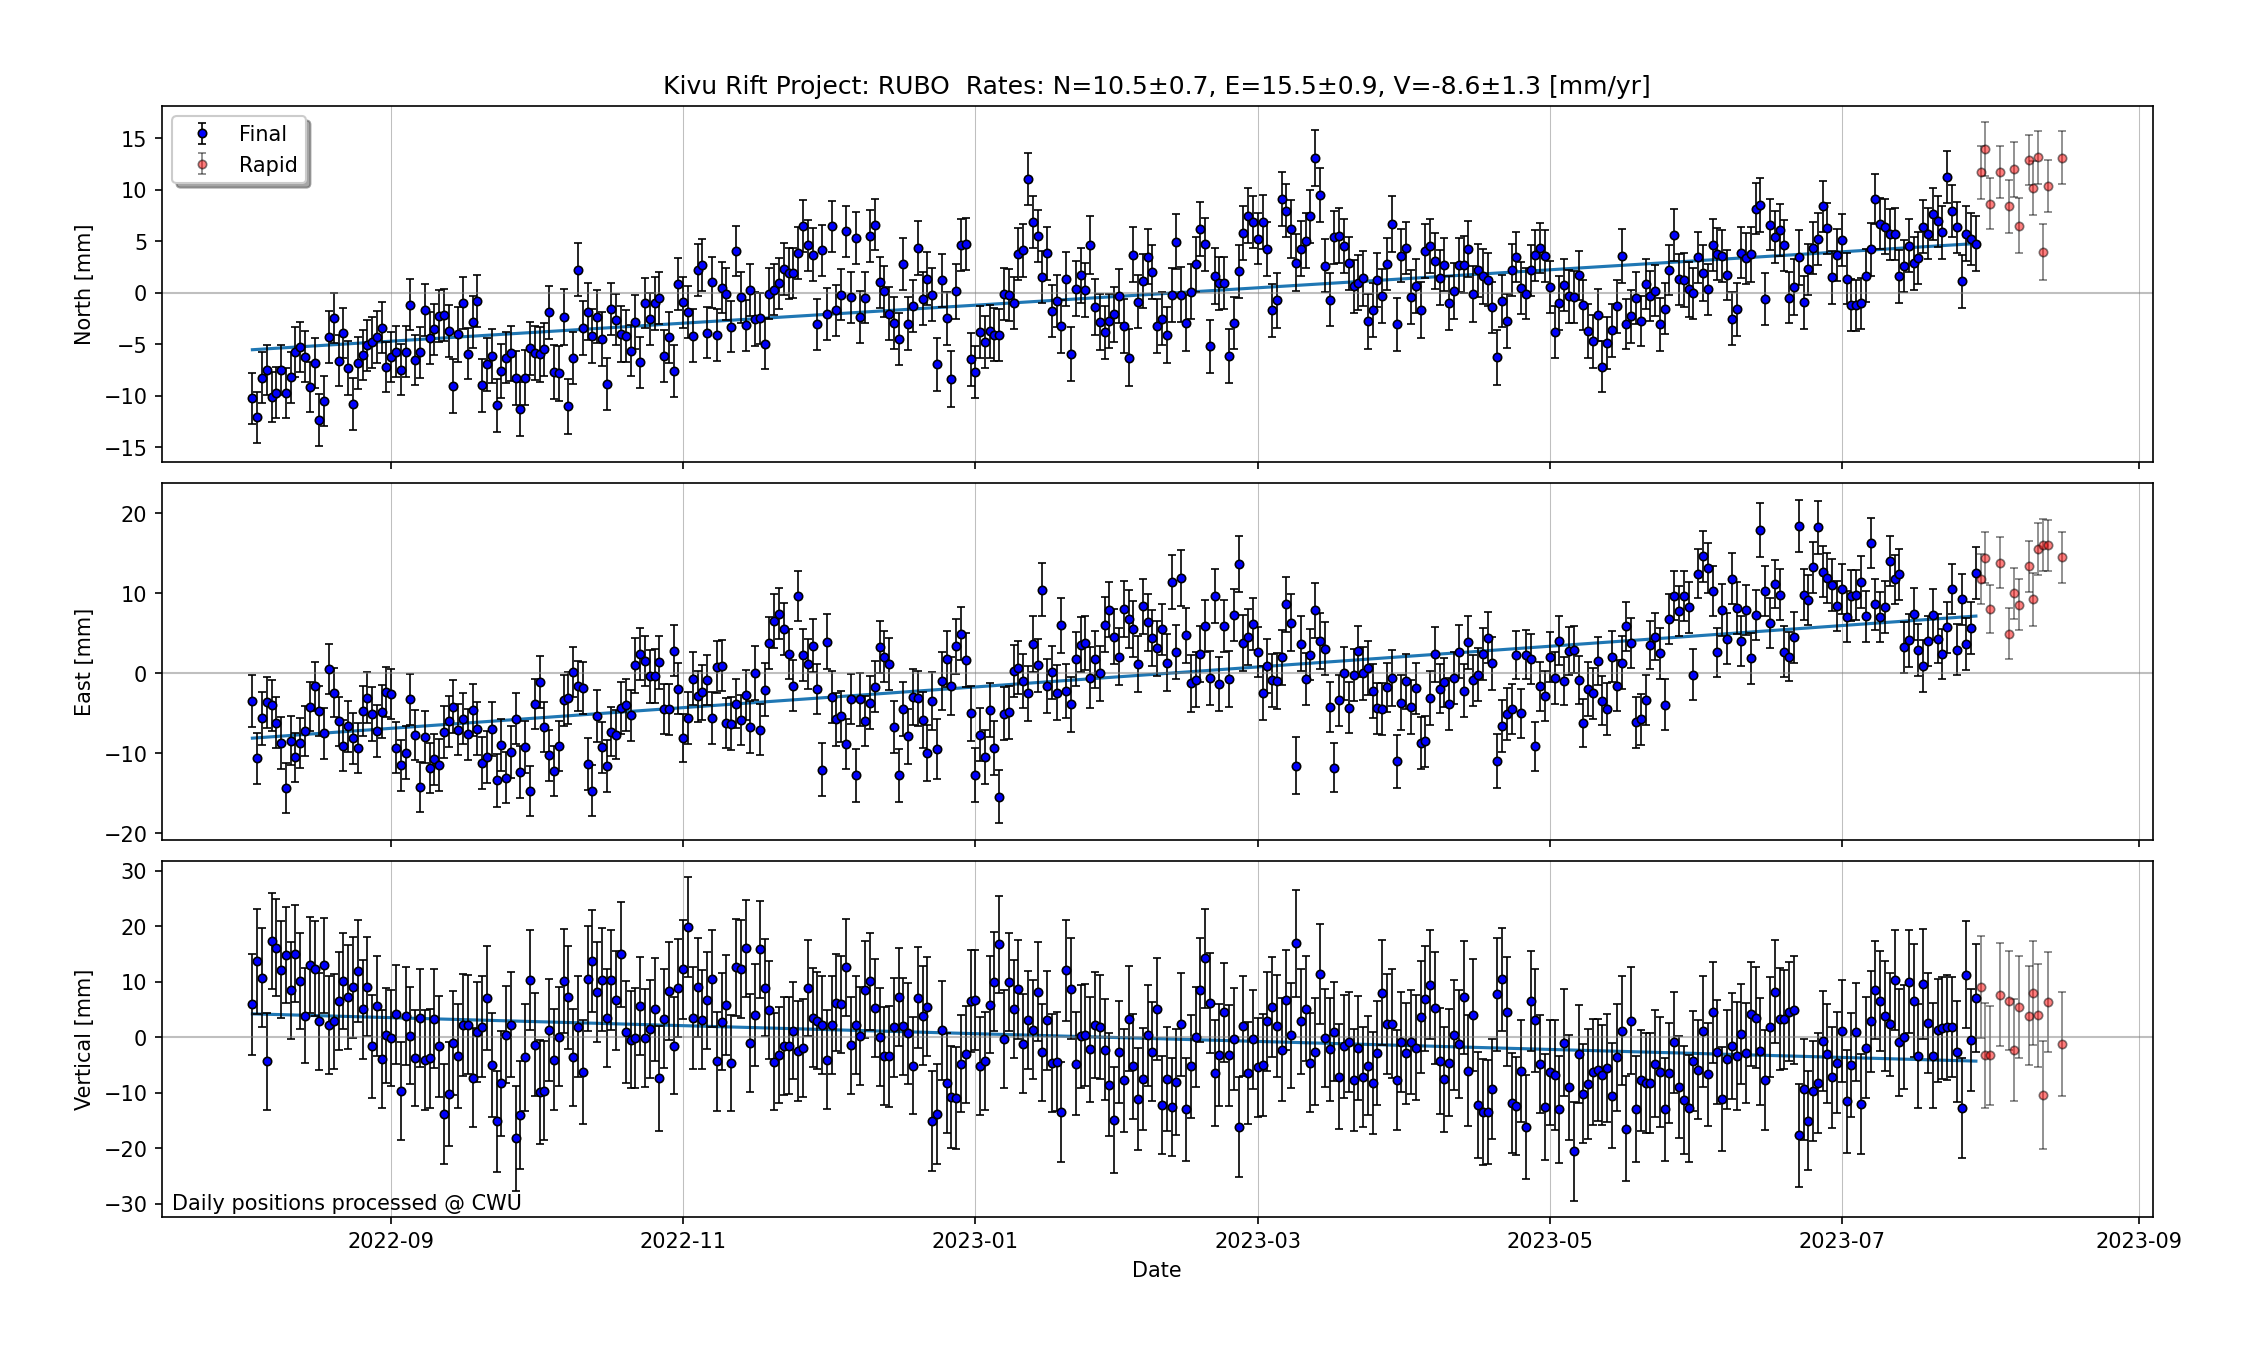 Kivu Rift Project: RUBO  Rates: N=10.5±0.7, E=15.5±0.9, V=-8.6±1.3 [mm/yr]
Final
Rapid
North [mm]
15
10
5
0
−5
−10
−15
East [mm]
20
10
0
−10
−20
Vertical [mm]
30
20
10
0
−10
−20
−30
Daily positions processed @ CWU
2022-09 2022-11 2023-01 2023-03 2023-05 2023-07 2023-09
Date